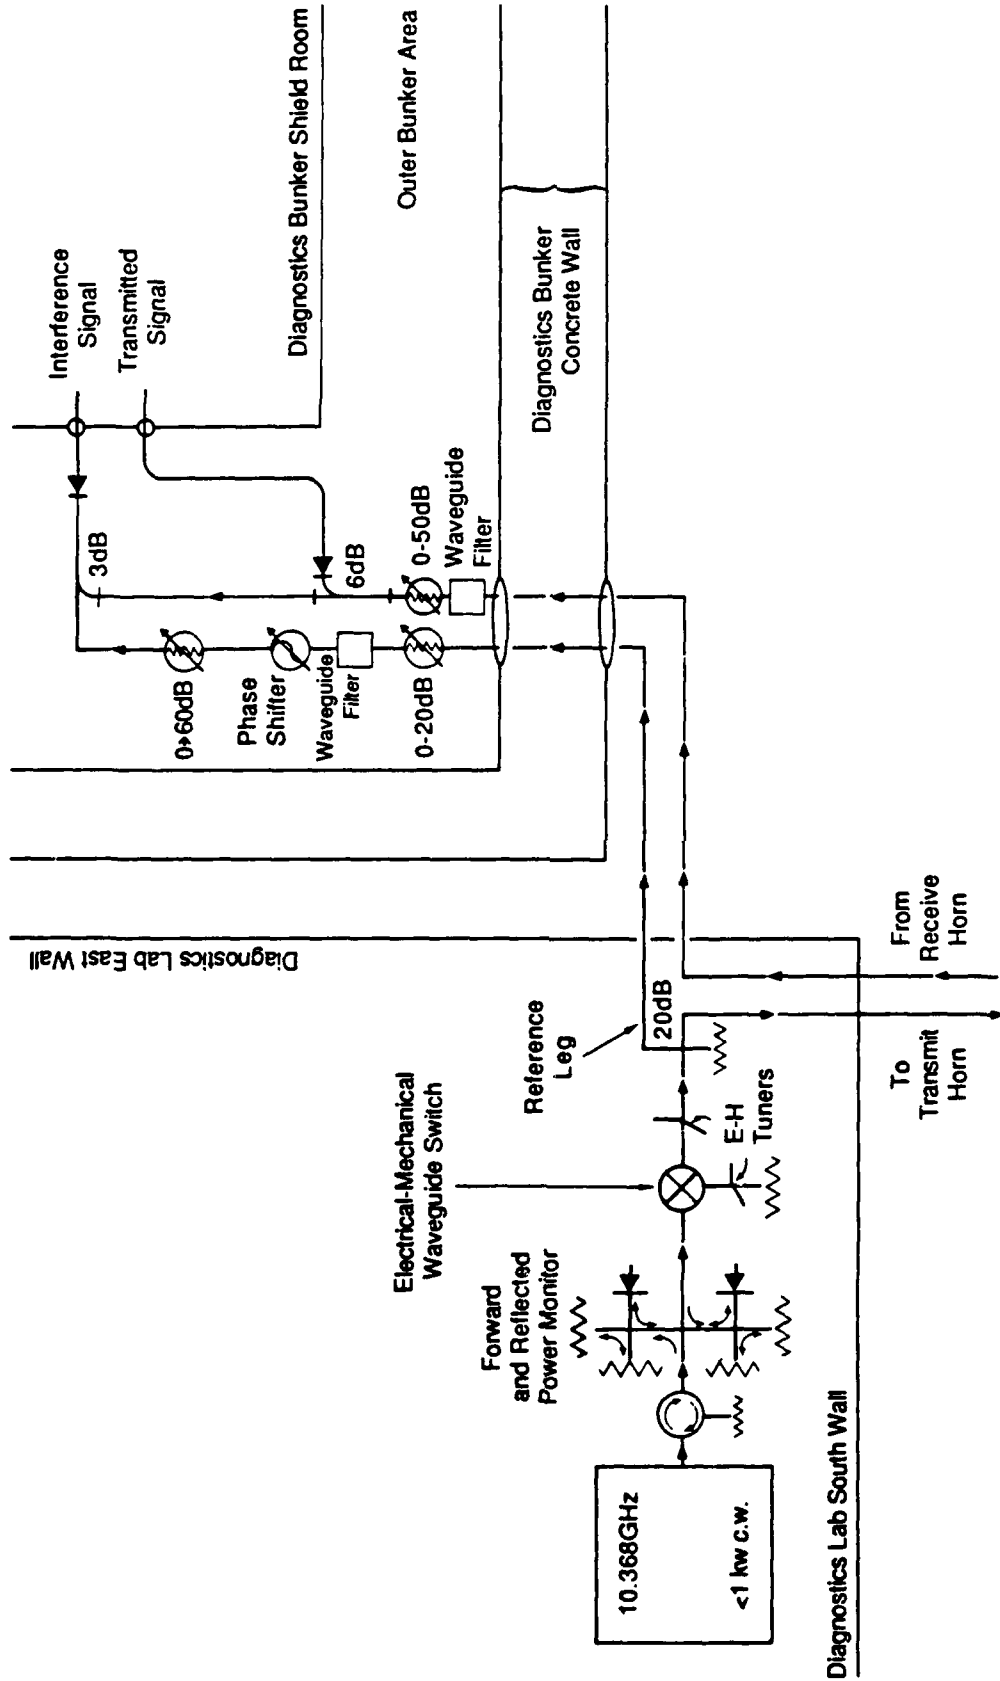 Interference
Signal
Transmitted
Signal
Diagnostics Bunker Shield Room
Outer Bunker Area
Diagnostics Bunker
Concrete Wall
3dB
6dB
0-50dB
Waveguide
Filter
0→60dB
Phase
Shifter
Waveguide
Filter
0-20dB
Diagnostics Lab East Wall
Reference
Leg
20dB
From
Receive
Horn
To
Transmit
Horn
Electrical-Mechanical
Waveguide Switch
E-H
Tuners
Forward
and Reflected
Power Monitor
10.368GHz
<1 kw c.w.
Diagnostics Lab South Wall